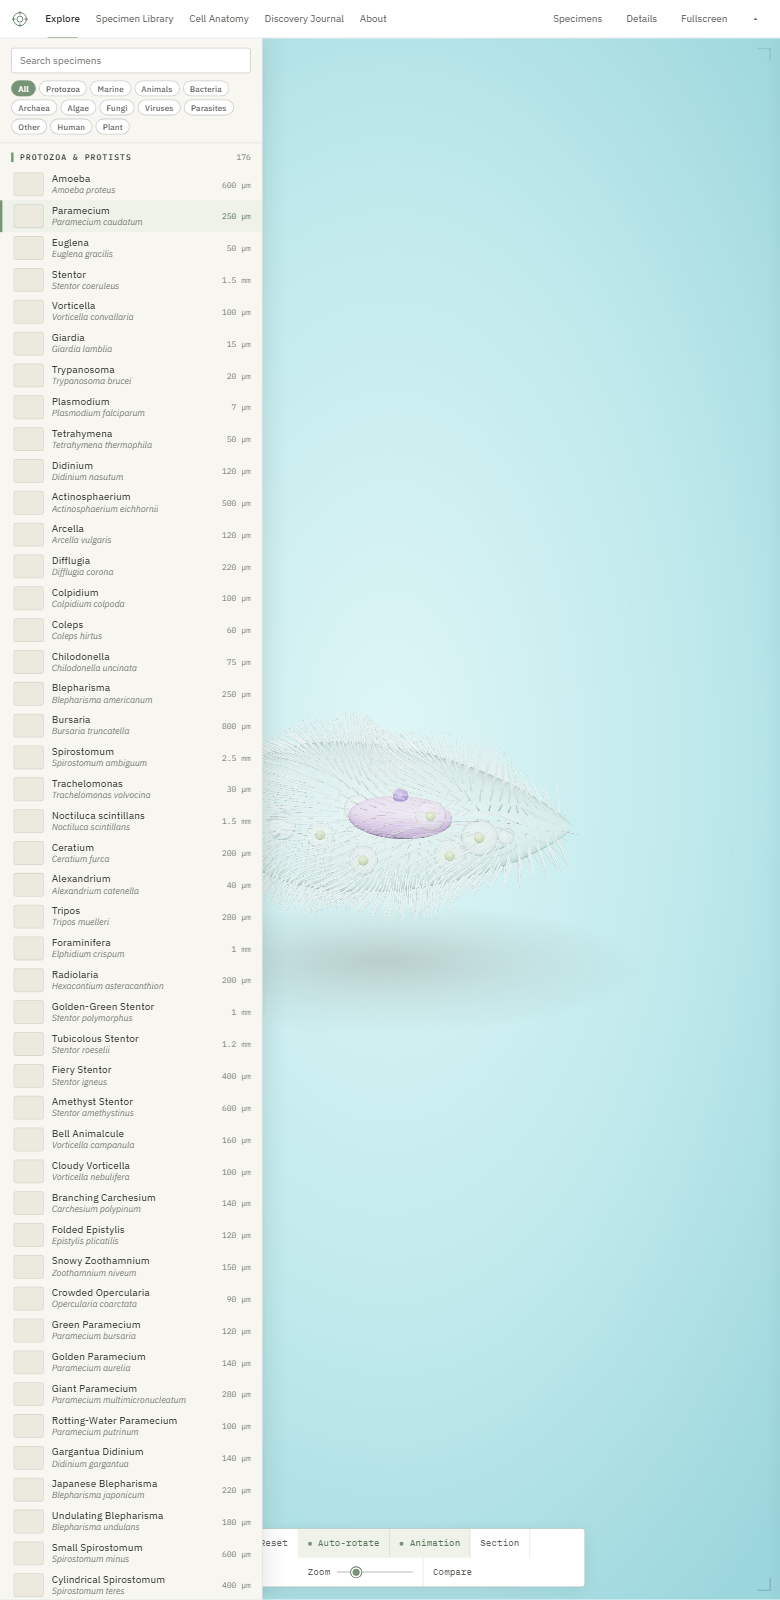 Explore Specimen Library Cell Anatomy Discovery Journal About Specimens Details Fullscreen
Search specimens
All Protozoa Marine Animals Bacteria
Archaea Algae Fungi Viruses Parasites
Other Human Plant
PROTOZOA & PROTISTS 176
Amoeba
Amoeba proteus 600 µm
Paramecium
Paramecium caudatum 250 µm
Euglena
Euglena gracilis 50 µm
Stentor
Stentor coeruleus 1.5 mm
Vorticella
Vorticella convallaria 100 µm
Giardia
Giardia lamblia 15 µm
Trypanosoma
Trypanosoma brucei 20 µm
Plasmodium
Plasmodium falciparum 7 µm
Tetrahymena
Tetrahymena thermophila 50 µm
Didinium
Didinium nasutum 120 µm
Actinosphaerium
Actinosphaerium eichhornii 500 µm
Arcella
Arcella vulgaris 120 µm
Difflugia
Difflugia corona 220 µm
Colpidium
Colpidium colpoda 100 µm
Coleps
Coleps hirtus 60 µm
Chilodonella
Chilodonella uncinata 75 µm
Blepharisma
Blepharisma americanum 250 µm
Bursaria
Bursaria truncatella 800 µm
Spirostomum
Spirostomum ambiguum 2.5 mm
Trachelomonas
Trachelomonas volvocina 30 µm
Noctiluca scintillans
Noctiluca scintillans 1.5 mm
Ceratium
Ceratium furca 200 µm
Alexandrium
Alexandrium catenella 40 µm
Tripos
Tripos muelleri 280 µm
Foraminifera
Elphidium crispum 1 mm
Radiolaria
Hexacontium asteracanthion 200 µm
Golden-Green Stentor
Stentor polymorphus 1 mm
Tubicolous Stentor
Stentor roeselii 1.2 mm
Fiery Stentor
Stentor igneus 400 µm
Amethyst Stentor
Stentor amethystinus 600 µm
Bell Animalcule
Vorticella campanula 160 µm
Cloudy Vorticella
Vorticella nebulifera 100 µm
Branching Carchesium
Carchesium polypinum 140 µm
Folded Epistylis
Epistylis plicatilis 120 µm
Snowy Zoothamnium
Zoothamnium niveum 150 µm
Crowded Opercularia
Opercularia coarctata 90 µm
Green Paramecium
Paramecium bursaria 120 µm
Golden Paramecium
Paramecium aurelia 140 µm
Giant Paramecium
Paramecium multimicronucleatum 280 µm
Rotting-Water Paramecium
Paramecium putrinum 100 µm
Gargantua Didinium
Didinium gargantua 140 µm
Japanese Blepharisma
Blepharisma japonicum 220 µm
Undulating Blepharisma
Blepharisma undulans 180 µm
Small Spirostomum
Spirostomum minus 600 µm
Cylindrical Spirostomum
Spirostomum teres 400 µm
Reset Auto-rotate Animation Section
Zoom Compare